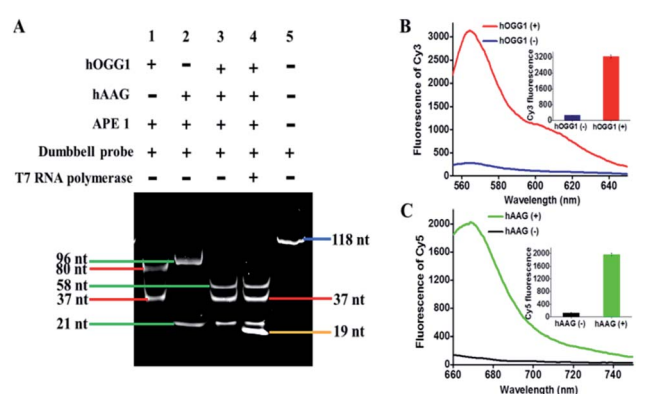 A
1 2 3 4 5
hOGG1 + - + + -
hAAG - + + + -
APE 1 + + + + -
Dumbbell probe + + + + +
T7 RNA polymerase - - - + -
96 nt
80 nt
58 nt
37 nt
21 nt
118 nt
37 nt
19 nt
B
Fluorescence of Cy3
3000
2500
2000
1500
1000
500
0
560 580 600 620 640
Wavelength (nm)
hOGG1 (+)
hOGG1 (-)
Cy3 fluorescence
3200
2400
1600
800
0
hOGG1 (-) hOGG1 (+)
C
Fluorescence of Cy5
2000
1600
1200
800
400
0
660 680 700 720 740
Wavelength (nm)
hAAG (+)
hAAG (-)
Cy5 fluorescence
2000
1600
1200
800
400
0
hAAG (-) hAAG (+)